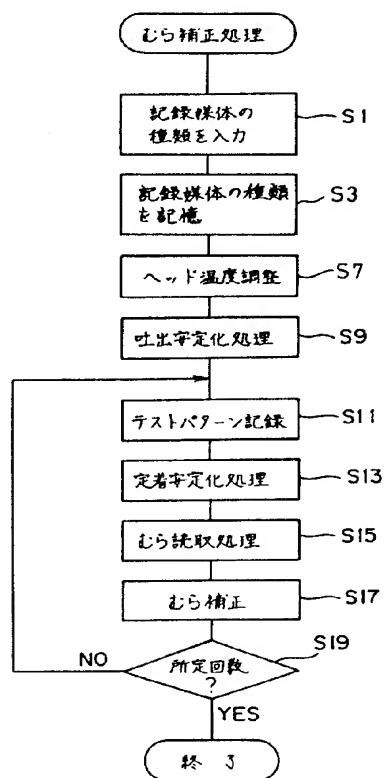 むら補正処理
記録媒体の
種類を入力
S1
記録媒体の種類
を記憶
S3
ヘッド温度調整
S7
吐出安定化処理
S9
テストパターン記録
S11
定着安定化処理
S13
むら読取処理
S15
むら補正
S17
所定回数
?
S19
NO
YES
終了